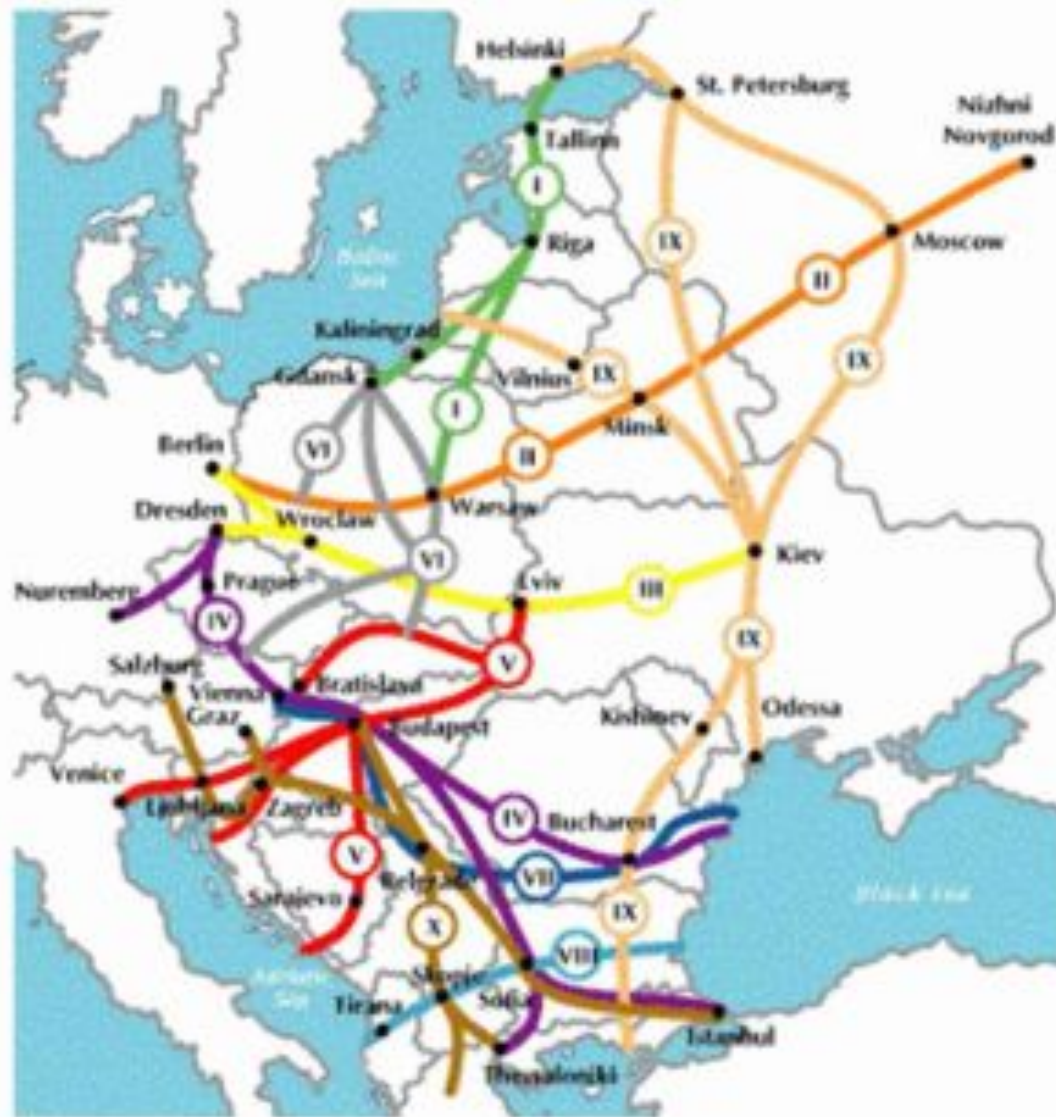 Helsinki
St. Petersburg
Nizhni
Novgorod
Tallinn
I
Riga
IX
Moscow
II
Baltic
Sea
Kaliningrad
IX
Gdansk
Vilnius
IX
I
Minsk
VI
Berlin
II
Dresden
Wroclaw
Warsaw
VI
Kiev
Nuremberg
Prague
Lviv
III
IV
IX
Salzburg
V
Vienna
Bratislava
Graz
Budapest
Kishinev
Odessa
Venice
Ljubljana
Zagreb
IV
Bucharest
V
Belgrade
VII
Sarajevo
Black Sea
X
IX
VIII
Adriatic
Sea
Skopje
Tirana
Sofia
Istanbul
Thessaloniki